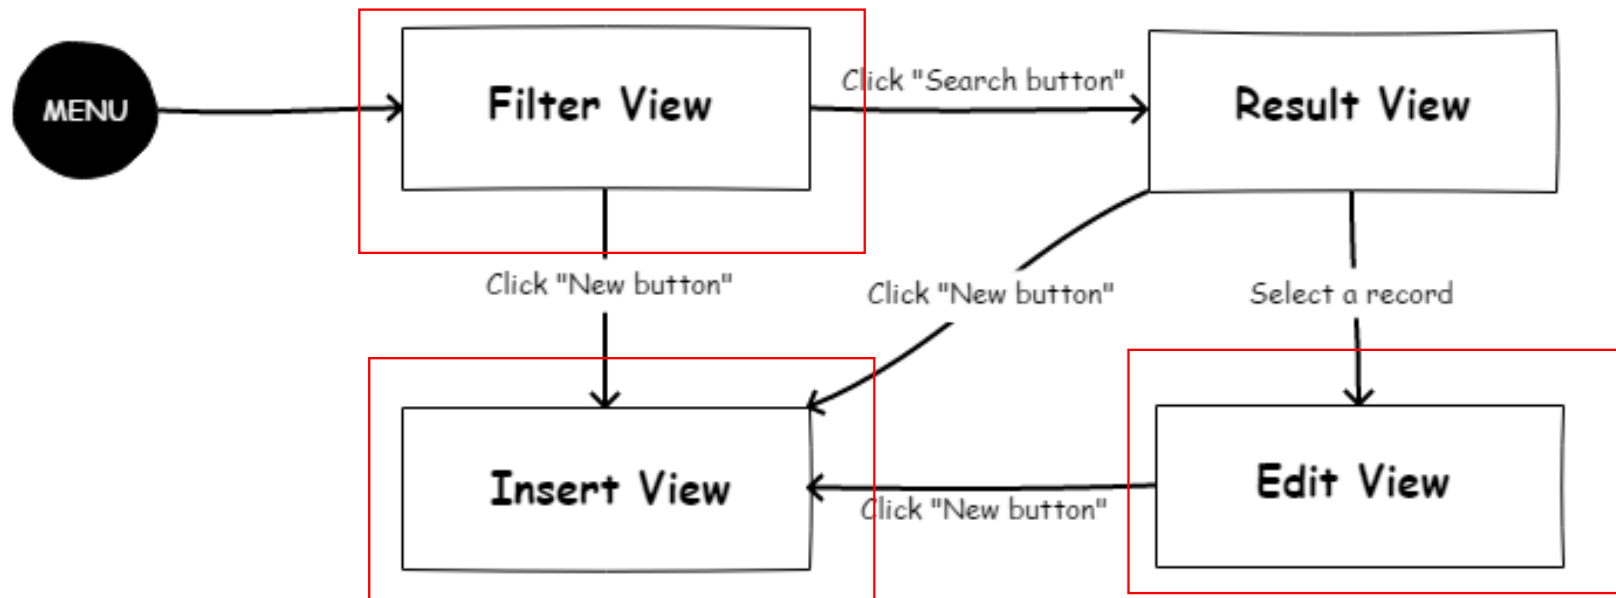 MENU
Filter View
Click "Search button"
Result View
Click "New button"
Click "New button"
Select a record
Insert View
Click "New button"
Edit View